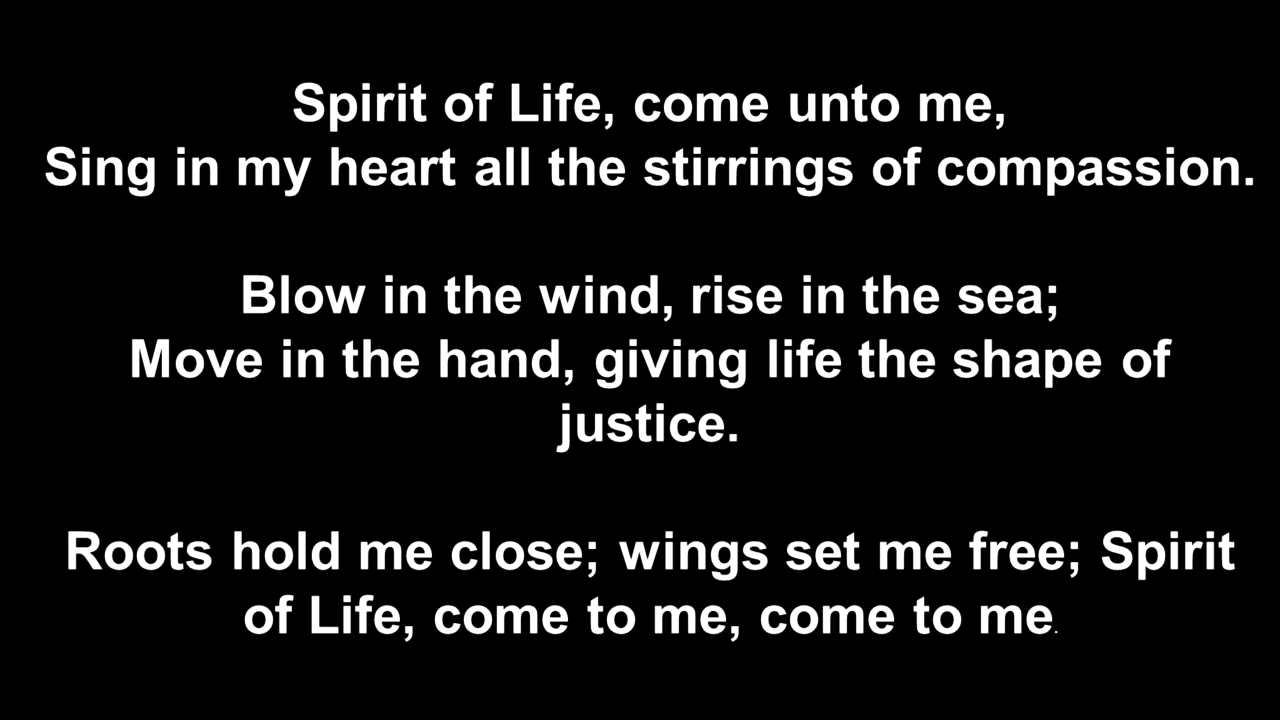 Spirit of Life, come unto me,
Sing in my heart all the stirrings of compassion.
Blow in the wind, rise in the sea;
Move in the hand, giving life the shape of
justice.
Roots hold me close; wings set me free; Spirit
of Life, come to me, come to me.